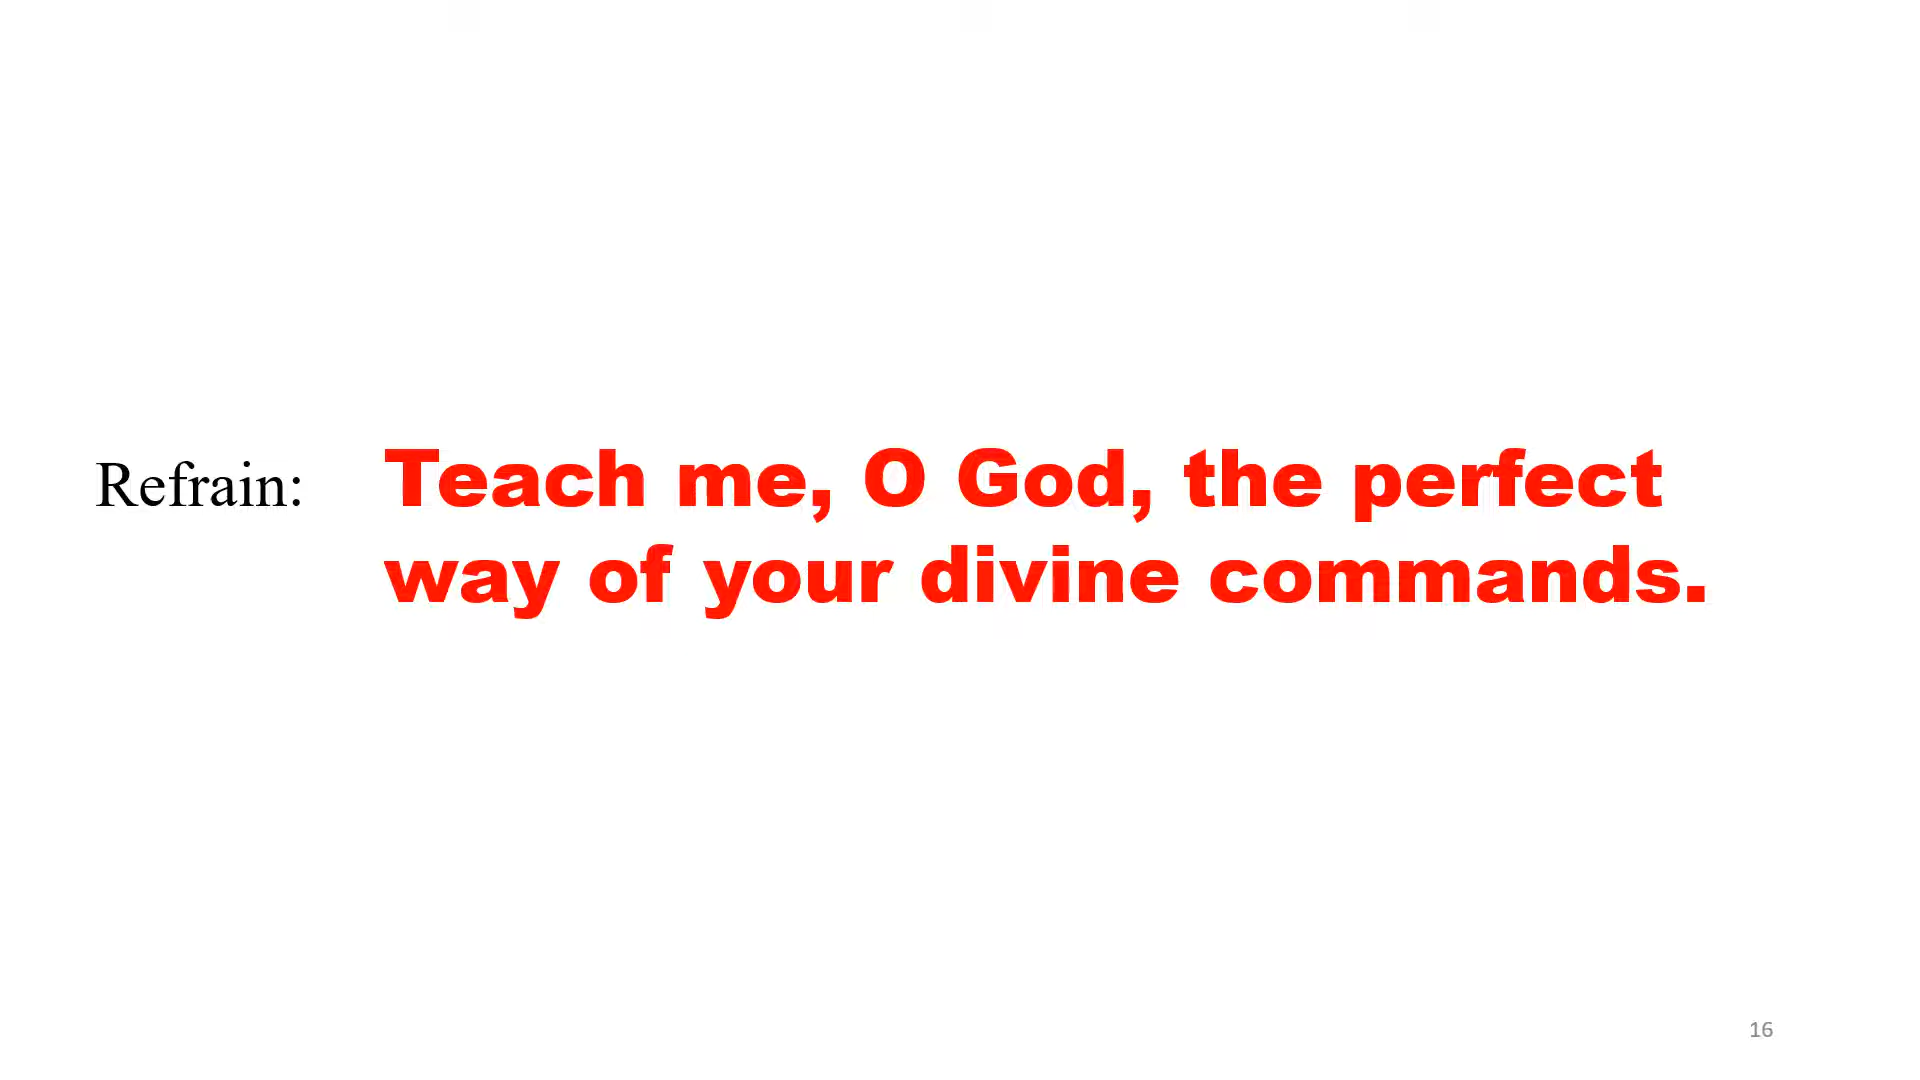 Refrain: Teach me, O God, the perfect
way of your divine commands.
16